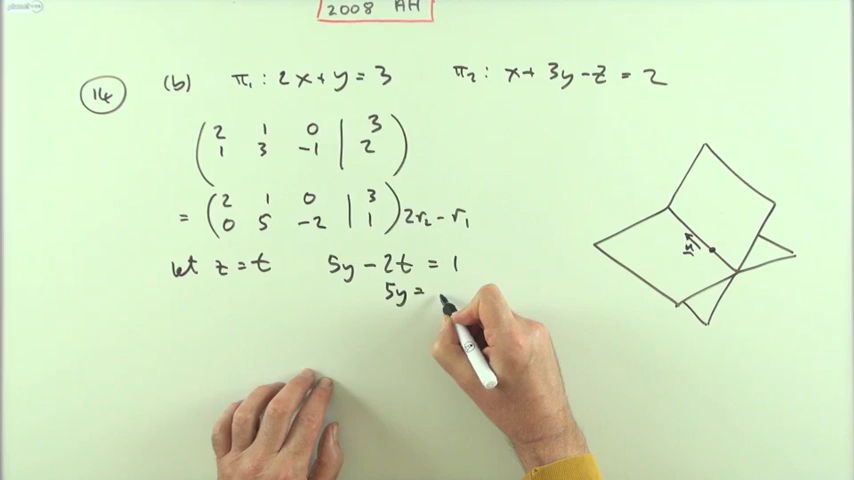 2008 AH
14 (b) π₁ : 2x + y = 3 π₂ : x + 3y - z = 2
( 2 1 0 | 3 )
( 1 3 -1 | 2 )
= ( 2 1 0 | 3 )
( 0 5 -2 | 1 ) 2r₂ - r₁
let z = t 5y - 2t = 1
5y =